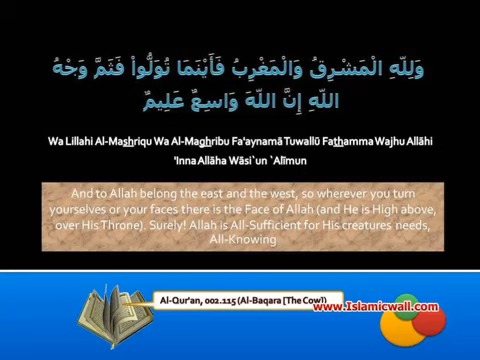 وَلِلّهِ الْمَشْرِقُ وَالْمَغْرِبُ فَأَيْنَمَا تُوَلُّواْ فَثَمَّ وَجْهُ
اللّهِ إِنَّ اللّهَ وَاسِعٌ عَلِيمٌ
Wa Lillahi Al-Mashriqu Wa Al-Maghribu Fa'aynamā Tuwallū Fathamma Wajhu Allāhi
'Inna Allāha Wāsi`un `Alīmun
And to Allah belong the east and the west, so wherever you turn
yourselves or your faces there is the Face of Allah (and He is High above,
over His Throne). Surely! Allah is All-Sufficient for His creatures needs,
All-Knowing
Al-Qur'an, 002.115 (Al-Baqara [The Cow])
www.Islamicwall.com